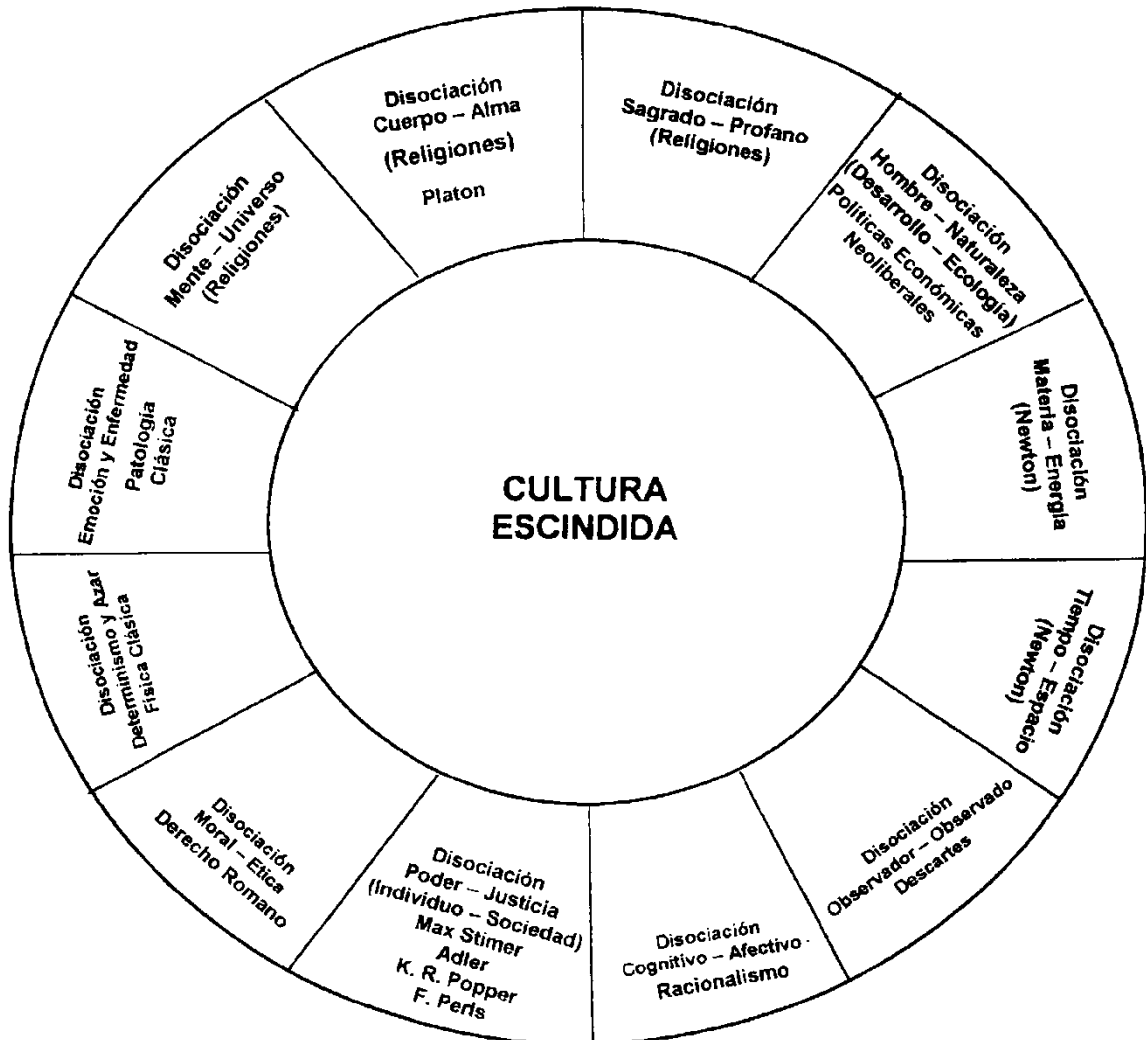 Disociación
Cuerpo – Alma
(Religiones)
Platon
Disociación
Sagrado – Profano
(Religiones)
Disociación
Hombre – Naturaleza
(Desarrollo – Ecología)
Políticas Económicas
Neoliberales
Disociación
Materia – Energía
(Newton)
Disociación
Tiempo – Espacio
(Newton)
Disociación
Observador – Observado
Descartes
Disociación
Cognitivo – Afectivo
Racionalismo
Disociación
Poder – Justicia
(Individuo – Sociedad)
Max Stimer
Adler
K. R. Popper
F. Perls
Disociación
Moral – Etica
Derecho Romano
Disociación
Determinismo y Azar
Física Clásica
Disociación
Emoción y Enfermedad
Patología
Clásica
Disociación
Mente – Universo
(Religiones)
CULTURA
ESCINDIDA